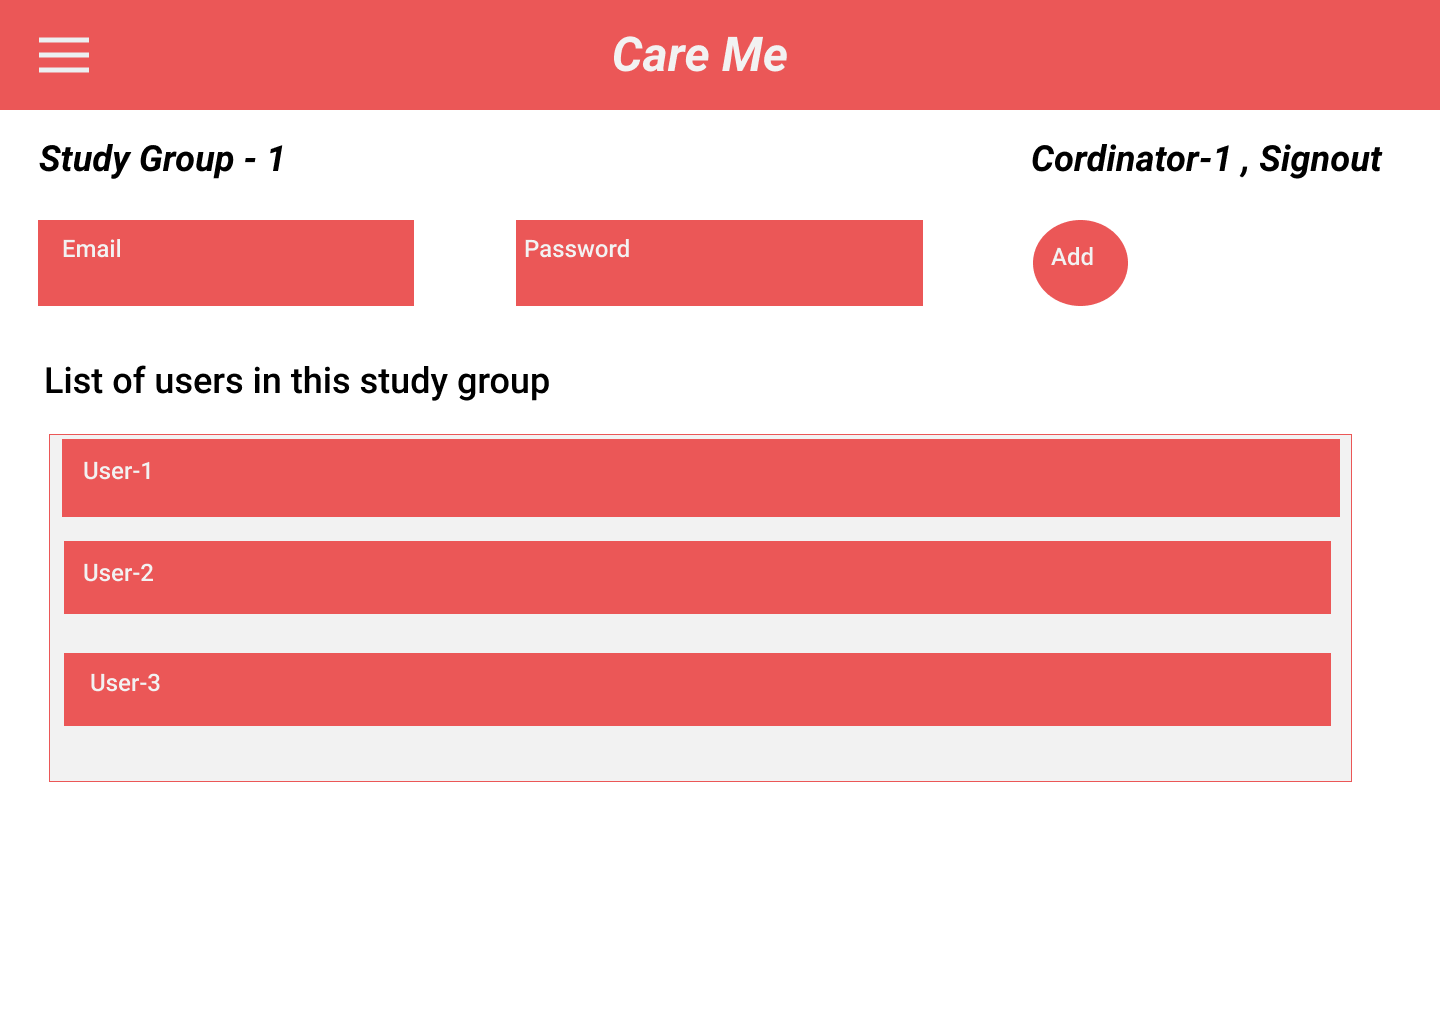 Care Me
Study Group - 1
Cordinator-1 , Signout
Email
Password
Add
List of users in this study group
User-1
User-2
User-3